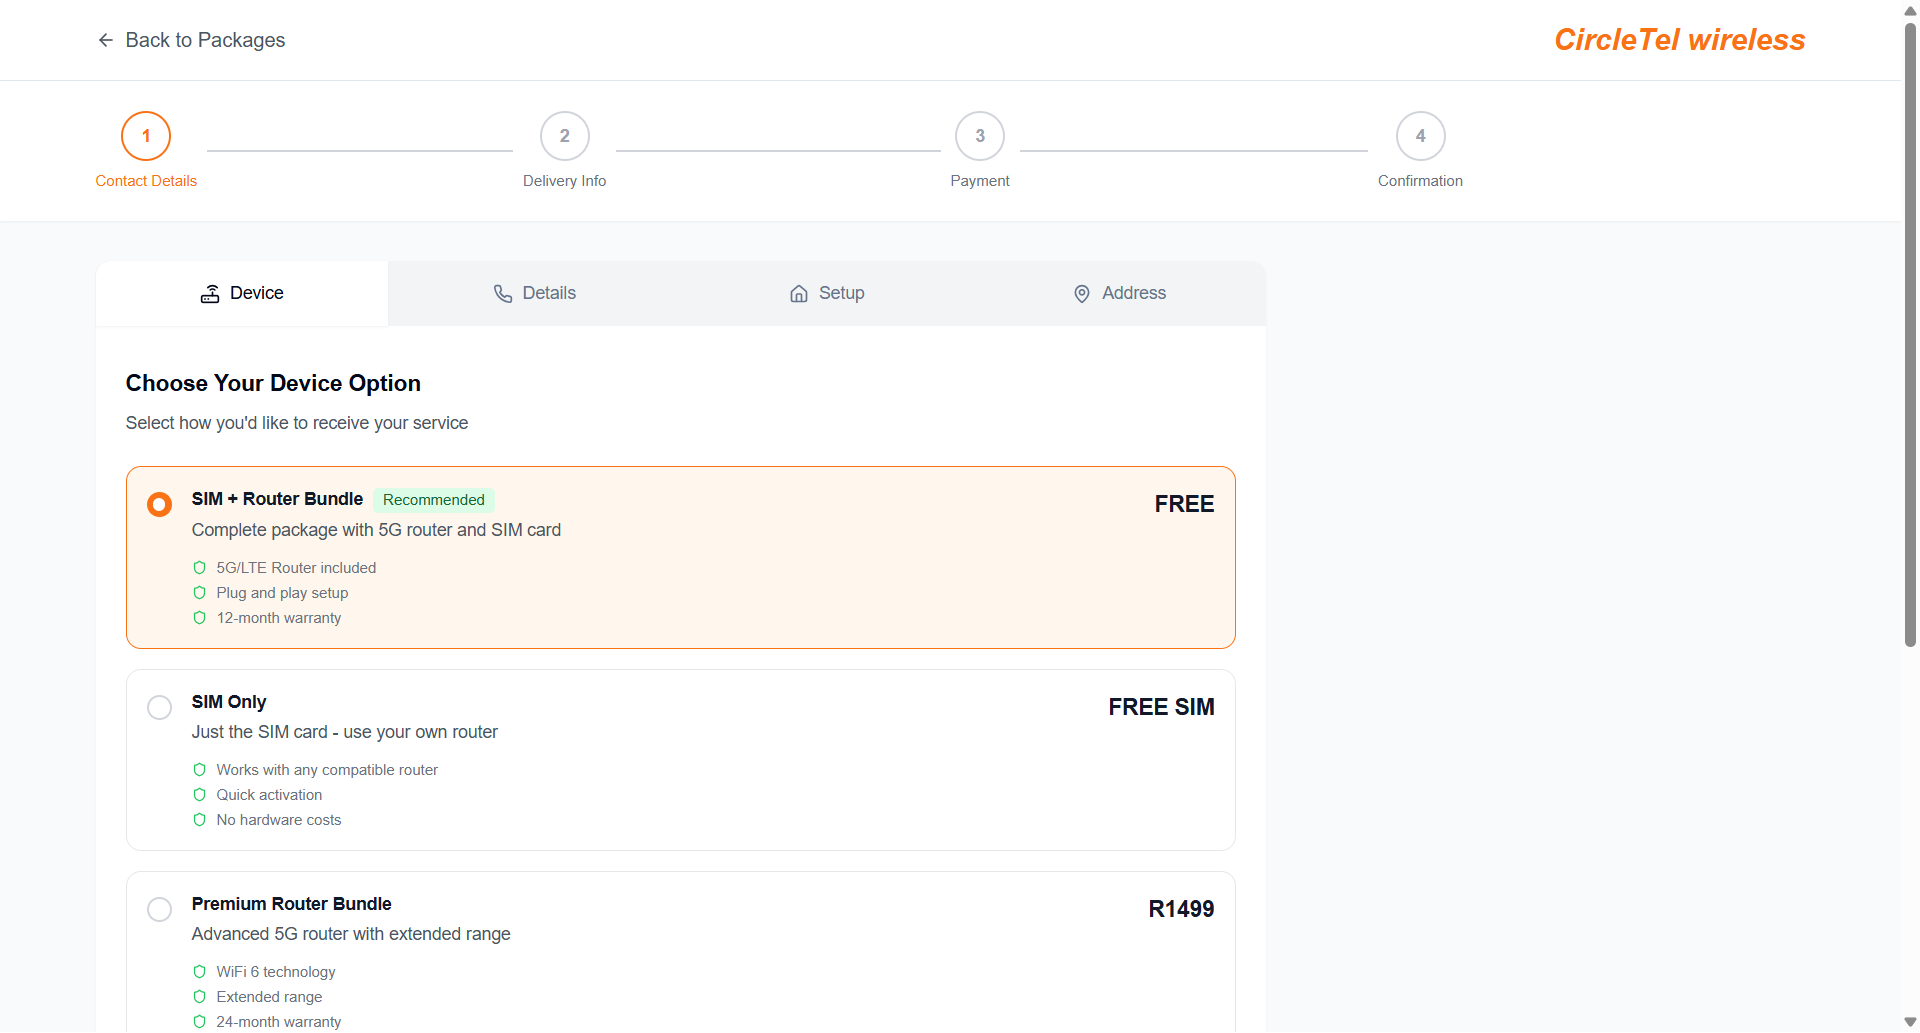 Back to Packages
CircleTel wireless
1
2
3
4
Contact Details
Delivery Info
Payment
Confirmation
Device
Details
Setup
Address
Choose Your Device Option
Select how you'd like to receive your service
SIM + Router Bundle
Recommended
FREE
Complete package with 5G router and SIM card
5G/LTE Router included
Plug and play setup
12-month warranty
SIM Only
FREE SIM
Just the SIM card - use your own router
Works with any compatible router
Quick activation
No hardware costs
Premium Router Bundle
R1499
Advanced 5G router with extended range
WiFi 6 technology
Extended range
24-month warranty